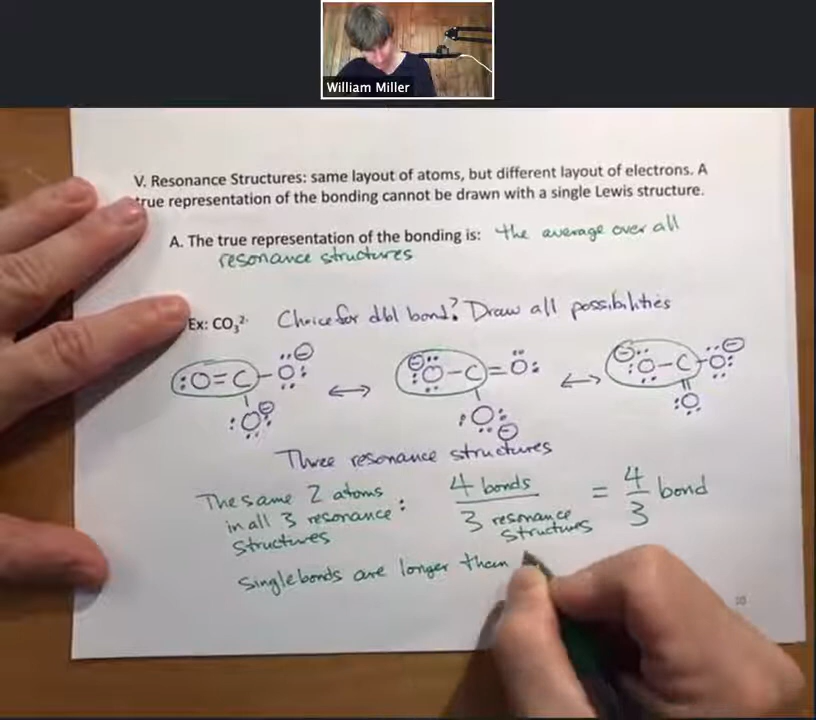 William Miller
V. Resonance Structures: same layout of atoms, but different layout of electrons. A
true representation of the bonding cannot be drawn with a single Lewis structure.
A. The true representation of the bonding is: the average over all
resonance structures
Ex: CO₃²⁻ Choice for dbl bond? Draw all possibilities
:O=C-O: ⊖ ↔ ⊖ :O-C=O: ↔ ⊖ :O-C-O: ⊖
:O: ⊖ :O: ⊖ :O:
Three resonance structures
The same 2 atoms
in all 3 resonance :
structures
4 bonds
3 resonance
structures
= 4/3 bond
Single bonds are longer than